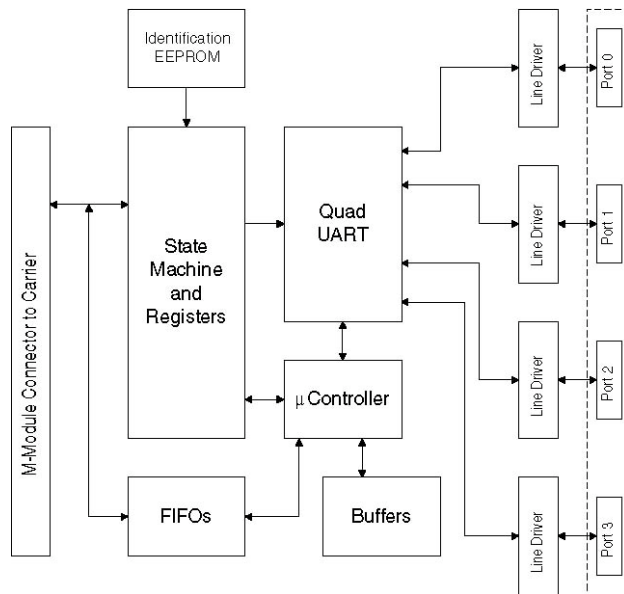 Identification
EEPROM
Line Driver
Port 0
M-Module Connector to Carrier
State
Machine
and
Registers
Quad
UART
Line Driver
Port 1
μ Controller
Line Driver
Port 2
FIFOs
Buffers
Line Driver
Port 3